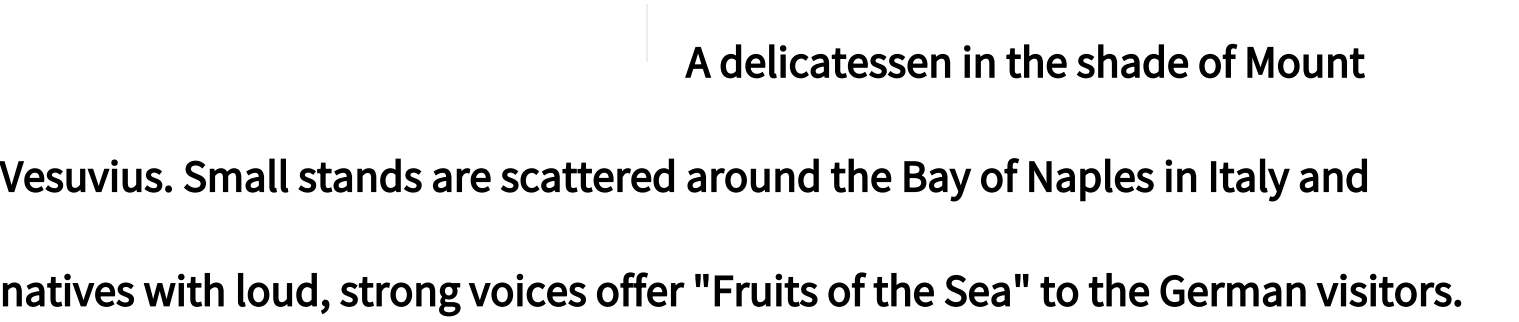 A delicatessen in the shade of Mount
Vesuvius. Small stands are scattered around the Bay of Naples in Italy and
natives with loud, strong voices offer "Fruits of the Sea" to the German visitors.